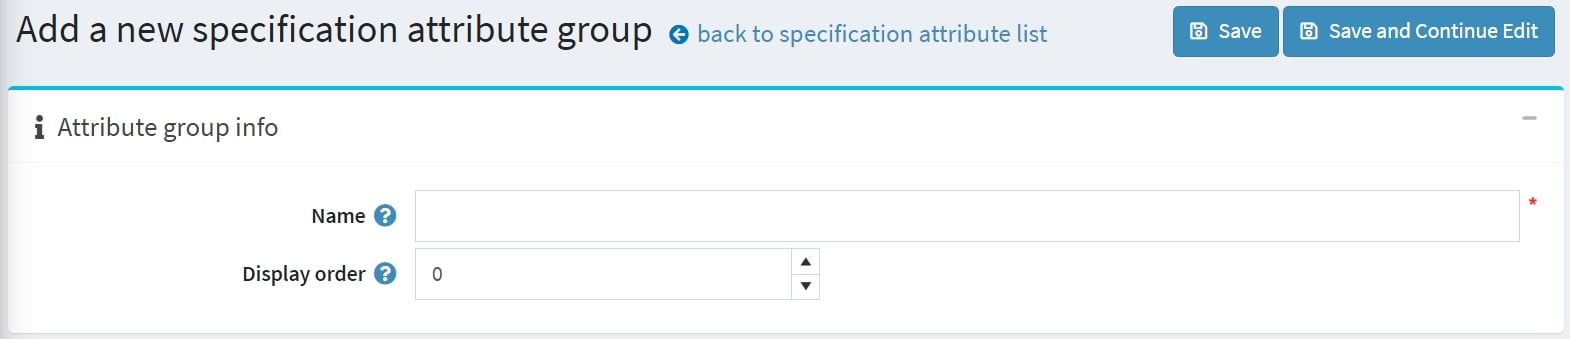 Add a new specification attribute group back to specification attribute list Save Save and Continue Edit
Attribute group info
Name *
Display order 0